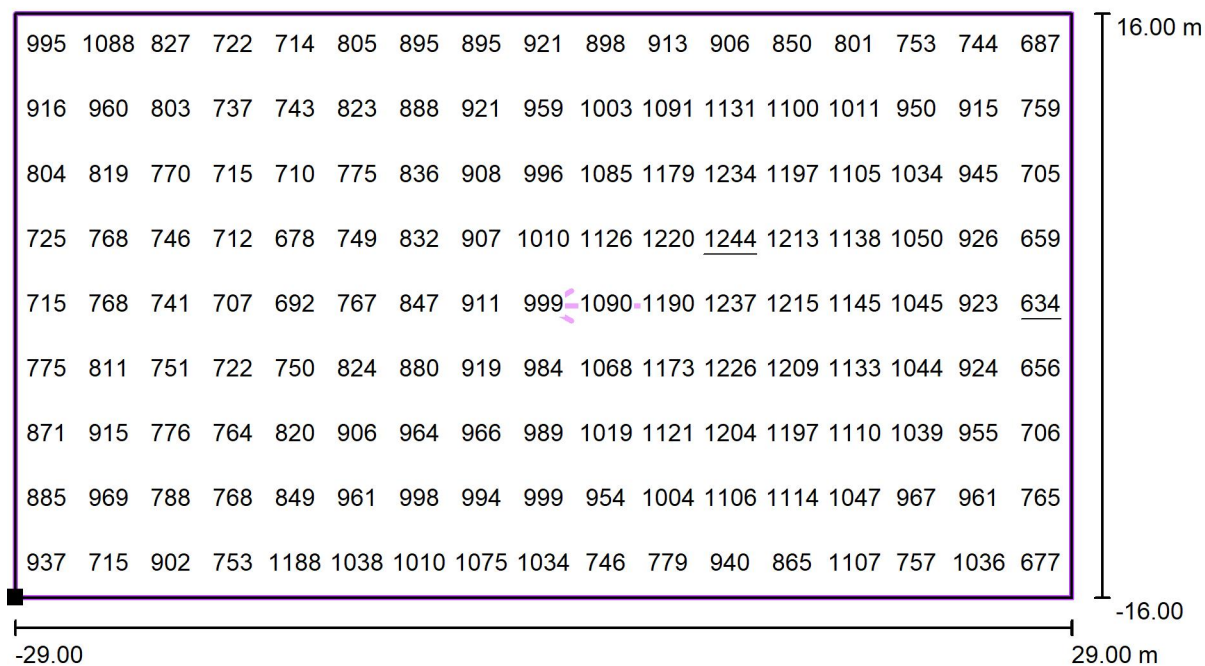 16.00 m
995 1088 827 722 714 805 895 895 921 898 913 906 850 801 753 744 687
916 960 803 737 743 823 888 921 959 1003 1091 1131 1100 1011 950 915 759
804 819 770 715 710 775 836 908 996 1085 1179 1234 1197 1105 1034 945 705
725 768 746 712 678 749 832 907 1010 1126 1220 1244 1213 1138 1050 926 659
715 768 741 707 692 767 847 911 999 1090 1190 1237 1215 1145 1045 923 634
775 811 751 722 750 824 880 919 984 1068 1173 1226 1209 1133 1044 924 656
871 915 776 764 820 906 964 966 989 1019 1121 1204 1197 1110 1039 955 706
885 969 788 768 849 961 998 994 999 954 1004 1106 1114 1047 967 961 765
937 715 902 753 1188 1038 1010 1075 1034 746 779 940 865 1107 757 1036 677
-16.00
-29.00 29.00 m